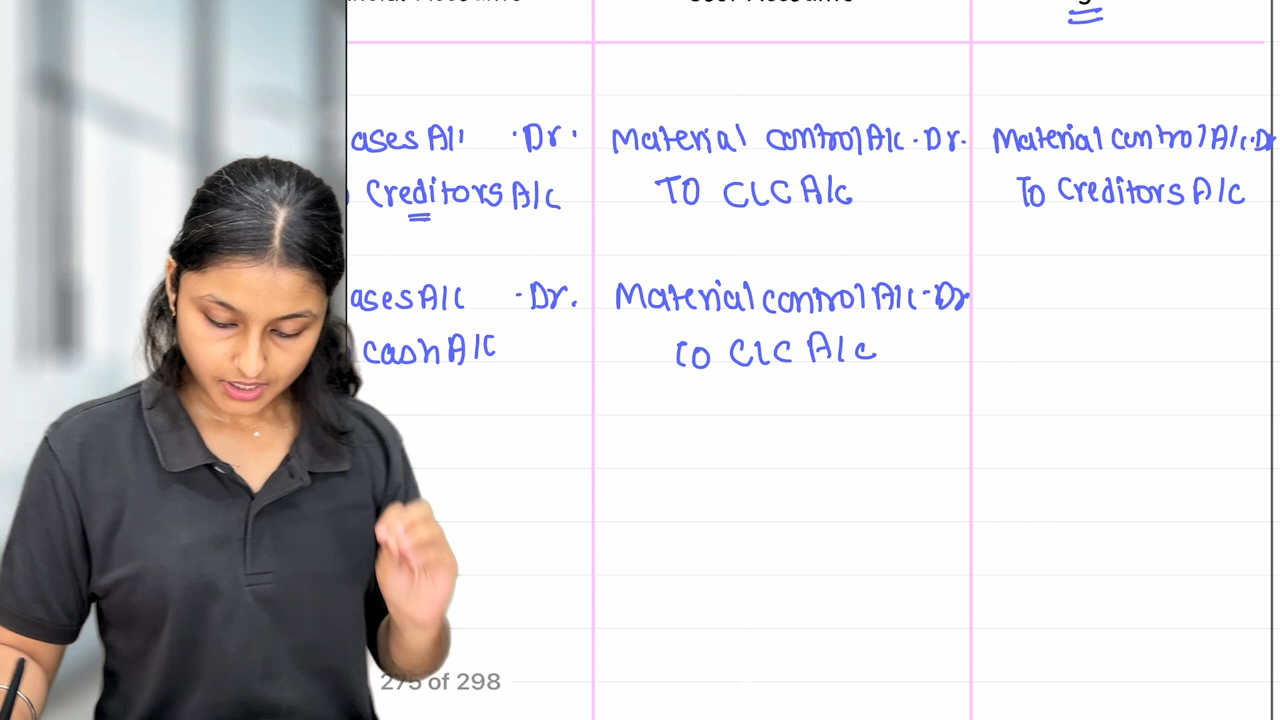 ases A/c .Dr.
Creditors A/c
Material control A/c . Dr.
TO CLC A/c
Material control A/c . Dr
To Creditors A/c
ases A/c .Dr.
cash A/c
Material control A/c . Dr
to CLC A/c
275 of 298